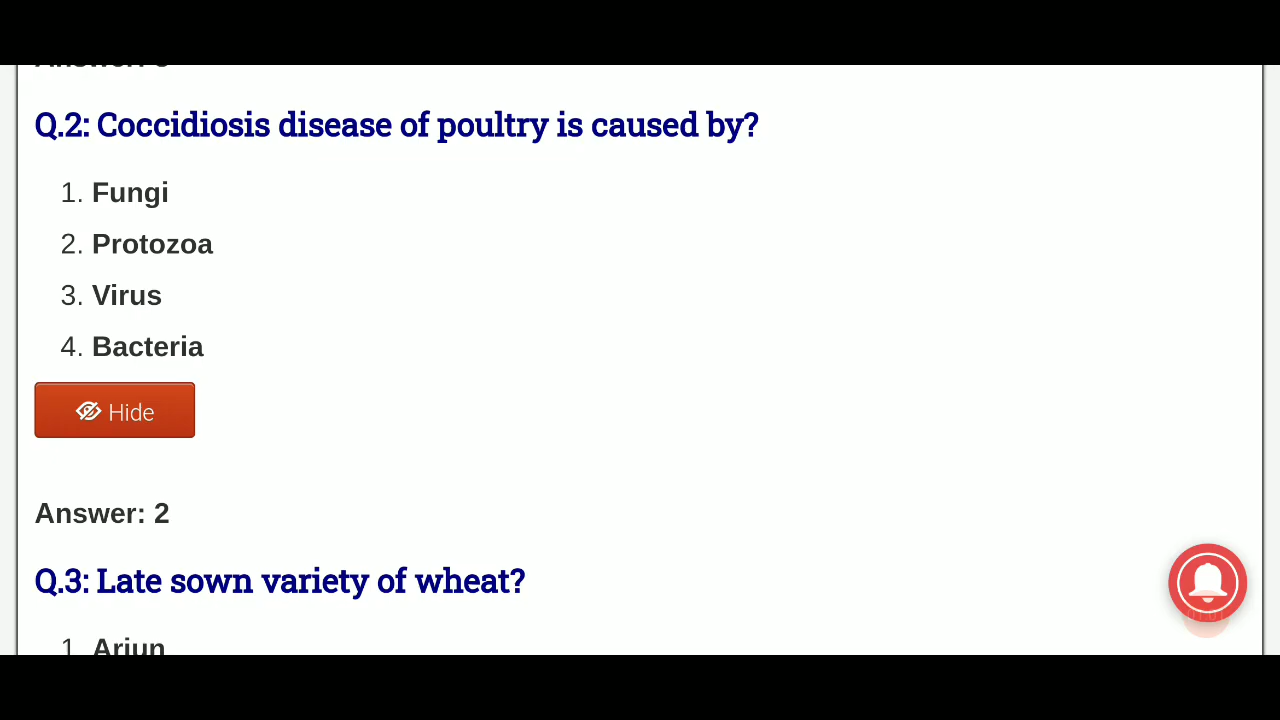 Q.2: Coccidiosis disease of poultry is caused by?
1. Fungi
2. Protozoa
3. Virus
4. Bacteria
Hide
Answer: 2
Q.3: Late sown variety of wheat?
1. Arjun